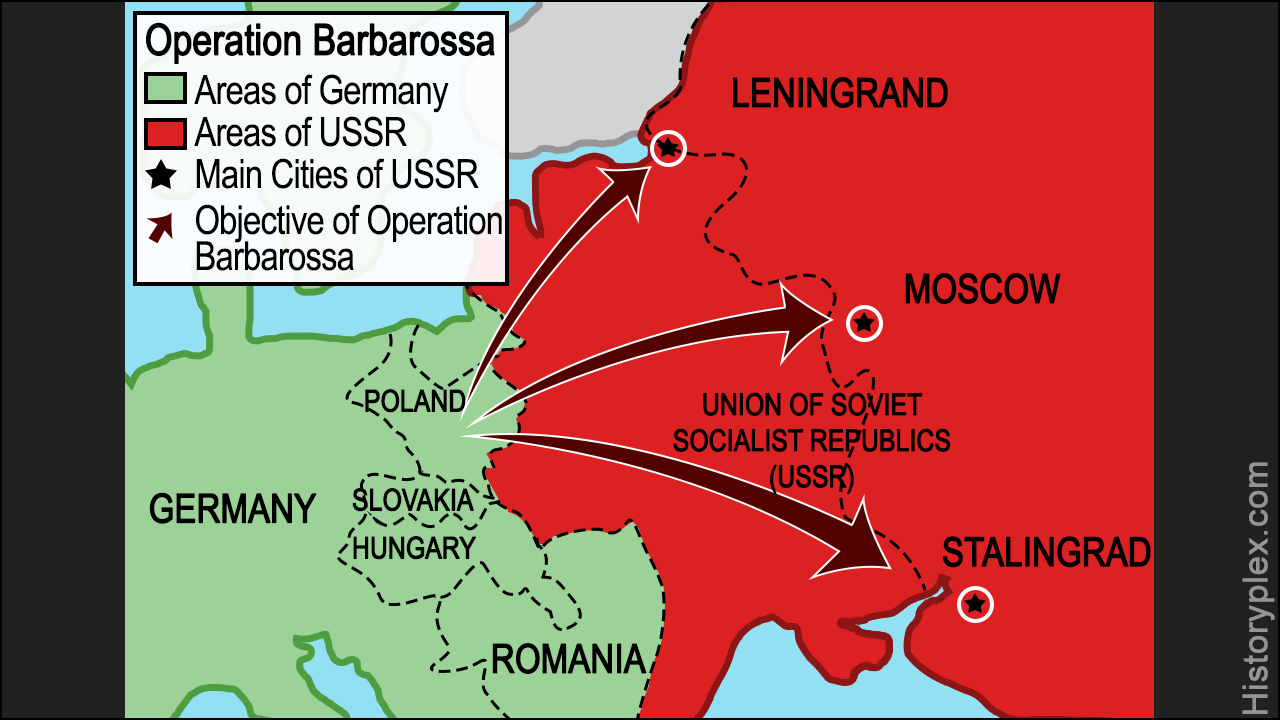 Operation Barbarossa
Areas of Germany
Areas of USSR
Main Cities of USSR
Objective of Operation
Barbarossa
LENINGRAND
MOSCOW
POLAND
UNION OF SOVIET
SOCIALIST REPUBLICS
(USSR)
GERMANY
SLOVAKIA
HUNGARY
STALINGRAD
ROMANIA
Historyplex.com